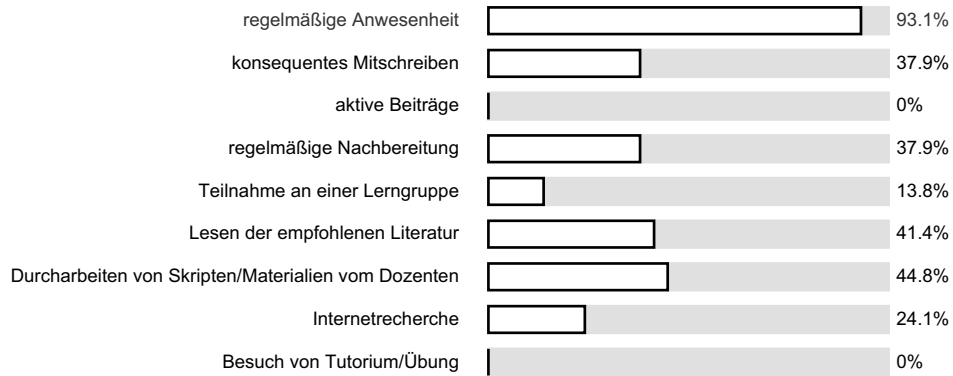 regelmäßige Anwesenheit 93.1%
konsequentes Mitschreiben 37.9%
aktive Beiträge 0%
regelmäßige Nachbereitung 37.9%
Teilnahme an einer Lerngruppe 13.8%
Lesen der empfohlenen Literatur 41.4%
Durcharbeiten von Skripten/Materialien vom Dozenten 44.8%
Internetrecherche 24.1%
Besuch von Tutorium/Übung 0%